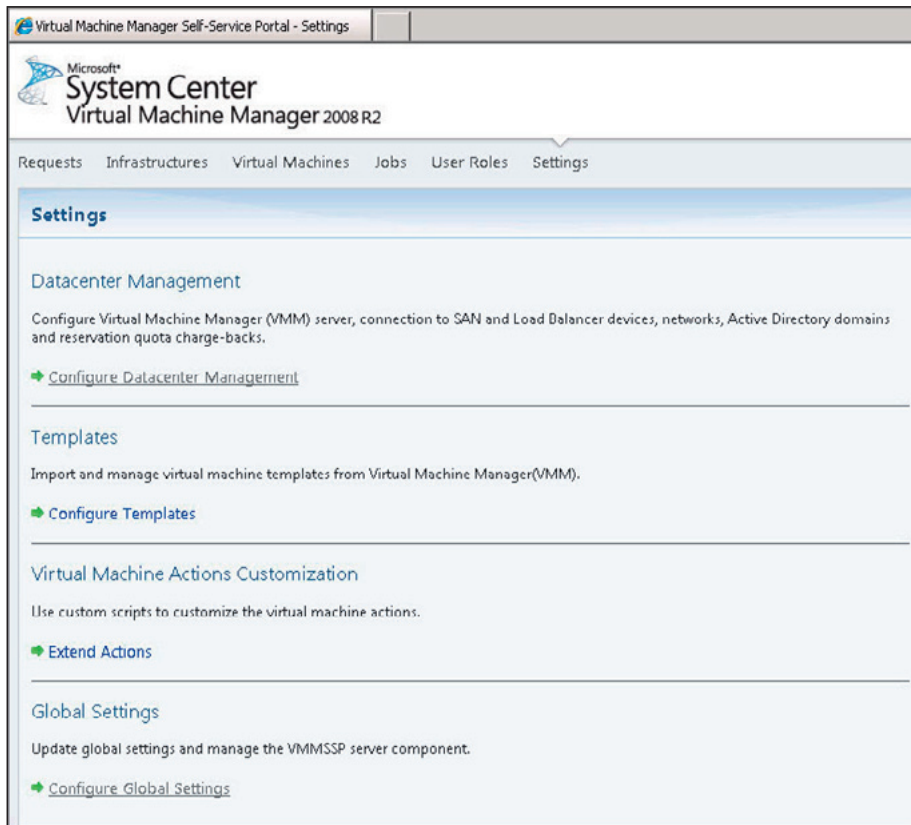 Virtual Machine Manager Self-Service Portal - Settings
Microsoft*
System Center
Virtual Machine Manager 2008 R2
Requests Infrastructures Virtual Machines Jobs User Roles Settings
Settings
Datacenter Management
Configure Virtual Machine Manager (VMM) server, connection to SAN and Load Balancer devices, networks, Active Directory domains
and reservation quota charge-backs.
Configure Datacenter Management
Templates
Import and manage virtual machine templates from Virtual Machine Manager(VMM).
Configure Templates
Virtual Machine Actions Customization
Use custom scripts to customize the virtual machine actions.
Extend Actions
Global Settings
Update global settings and manage the VMMSSP server component.
Configure Global Settings